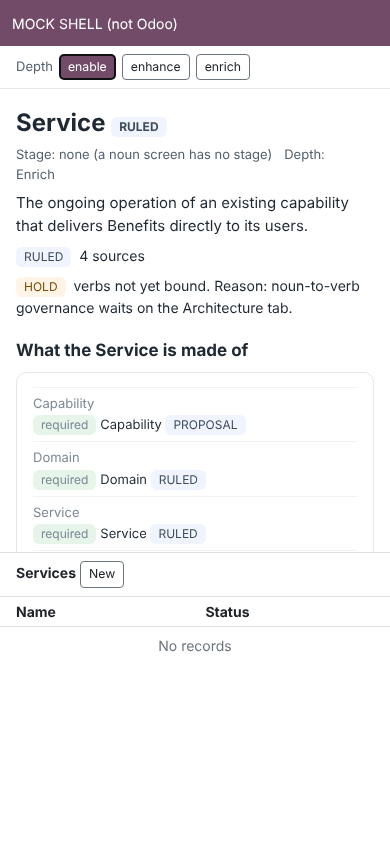 MOCK SHELL (not Odoo)
Depth enable enhance enrich
Service RULED
Stage: none (a noun screen has no stage) Depth:
Enrich
The ongoing operation of an existing capability
that delivers Benefits directly to its users.
RULED 4 sources
HOLD verbs not yet bound. Reason: noun-to-verb
governance waits on the Architecture tab.
What the Service is made of
Capability
required Capability PROPOSAL
Domain
required Domain RULED
Service
required Service RULED
Services New
Name Status
No records